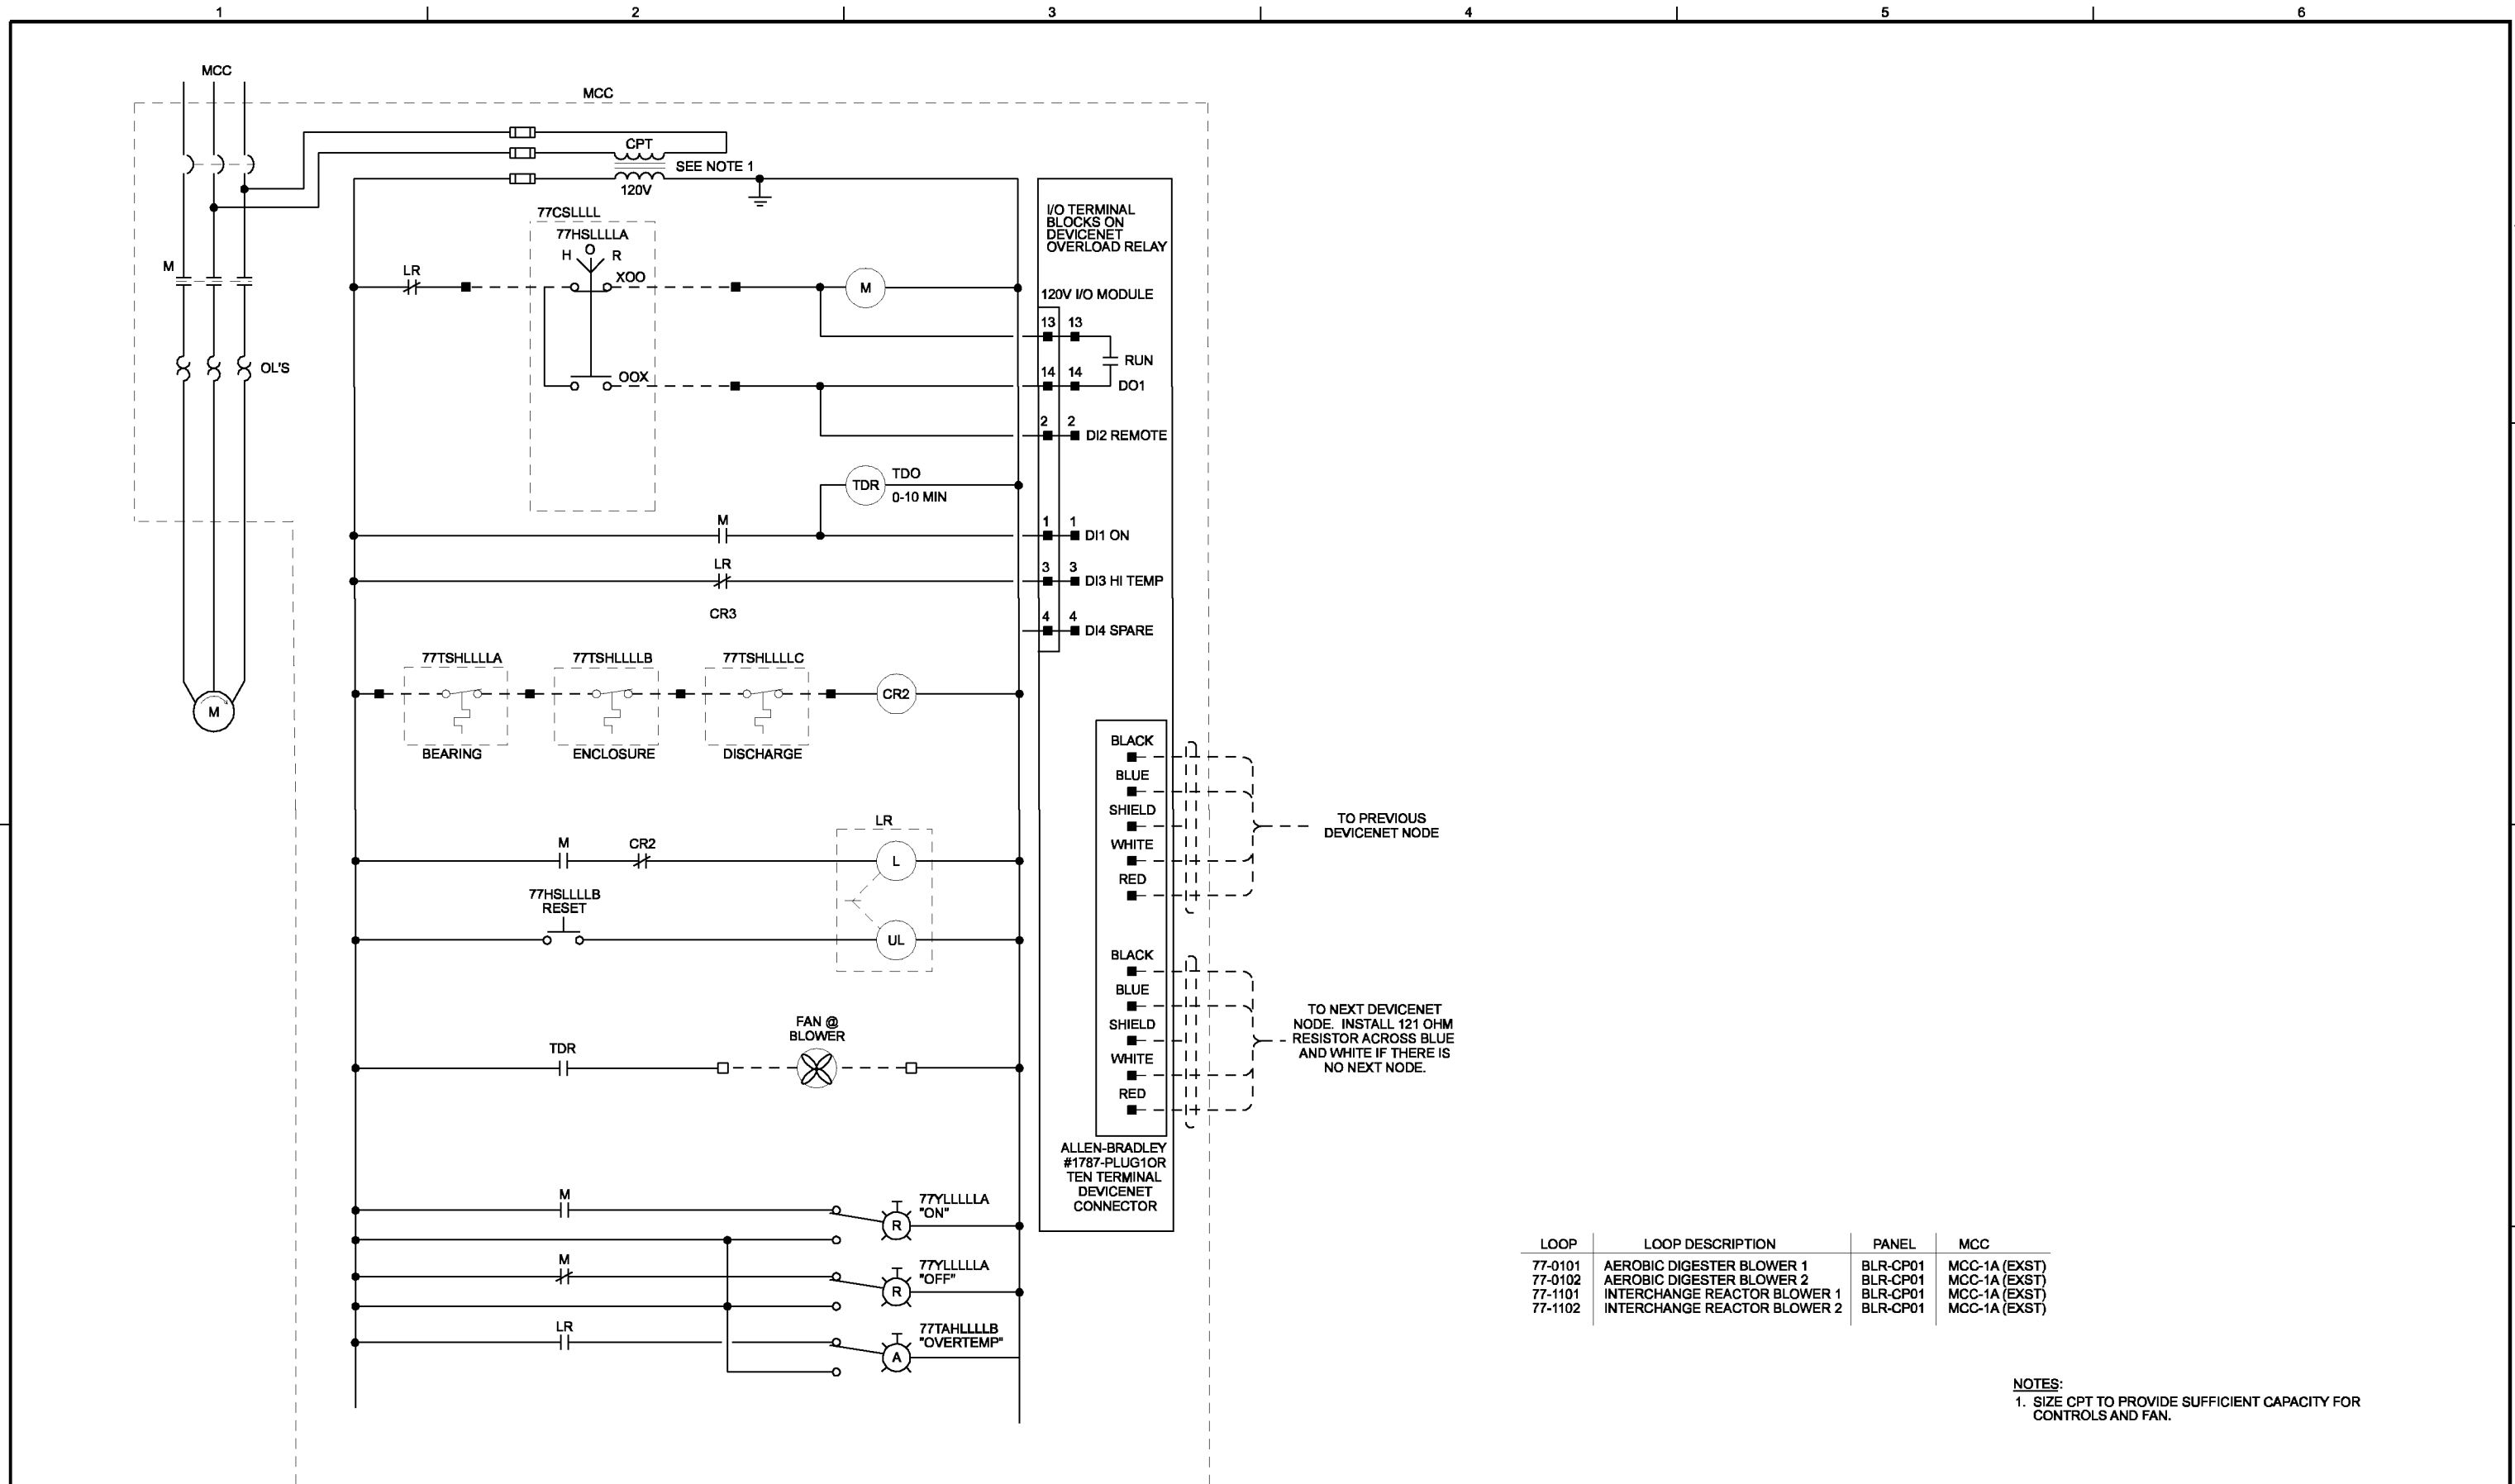 1 2 3 4 5 6
MCC
MCC
CPT
SEE NOTE 1
120V
77CSLLLL
77HSLLLLA
O
H R
XOO
LR
M
M
I/O TERMINAL
BLOCKS ON
DEVICENET
OVERLOAD RELAY
120V I/O MODULE
13 13
RUN
OL'S
OOX
14 14
DO1
2 2
DI2 REMOTE
TDR
TDO
0-10 MIN
M
1 1
DI1 ON
LR
3 3
DI3 HI TEMP
CR3
4 4
DI4 SPARE
77TSHLLLLA 77TSHLLLLB 77TSHLLLLC
CR2
M
BEARING ENCLOSURE DISCHARGE
BLACK
BLUE
SHIELD
WHITE
RED
TO PREVIOUS
DEVICENET NODE
LR
M CR2
L
77HSLLLLB
RESET
UL
BLACK
BLUE
SHIELD
WHITE
RED
TO NEXT DEVICENET
NODE. INSTALL 121 OHM
RESISTOR ACROSS BLUE
AND WHITE IF THERE IS
NO NEXT NODE.
FAN @
BLOWER
TDR
ALLEN-BRADLEY
#1787-PLUG1OR
TEN TERMINAL
DEVICENET
CONNECTOR
M
R
77YLLLLLA
"ON"
M
R
77YLLLLLA
"OFF"
LR
A
77TAHLLLLB
"OVERTEMP"
LOOP LOOP DESCRIPTION PANEL MCC
77-0101 AEROBIC DIGESTER BLOWER 1 BLR-CP01 MCC-1A (EXST)
77-0102 AEROBIC DIGESTER BLOWER 2 BLR-CP01 MCC-1A (EXST)
77-1101 INTERCHANGE REACTOR BLOWER 1 BLR-CP01 MCC-1A (EXST)
77-1102 INTERCHANGE REACTOR BLOWER 2 BLR-CP01 MCC-1A (EXST)
NOTES:
1. SIZE CPT TO PROVIDE SUFFICIENT CAPACITY FOR
CONTROLS AND FAN.